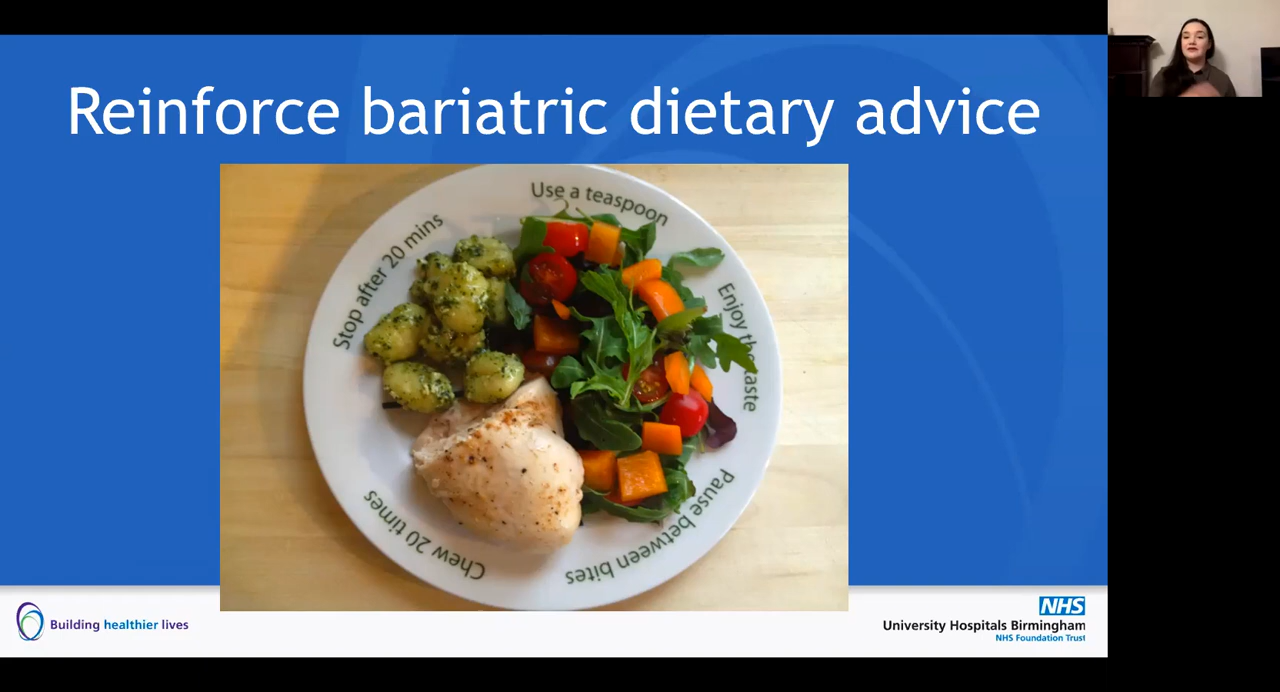 Reinforce bariatric dietary advice
Use a teaspoon
Enjoy the taste
Pause between bites
Chew 20 times
Stop after 20 mins
Building healthier lives
NHS
University Hospitals Birmingham
NHS Foundation Trust